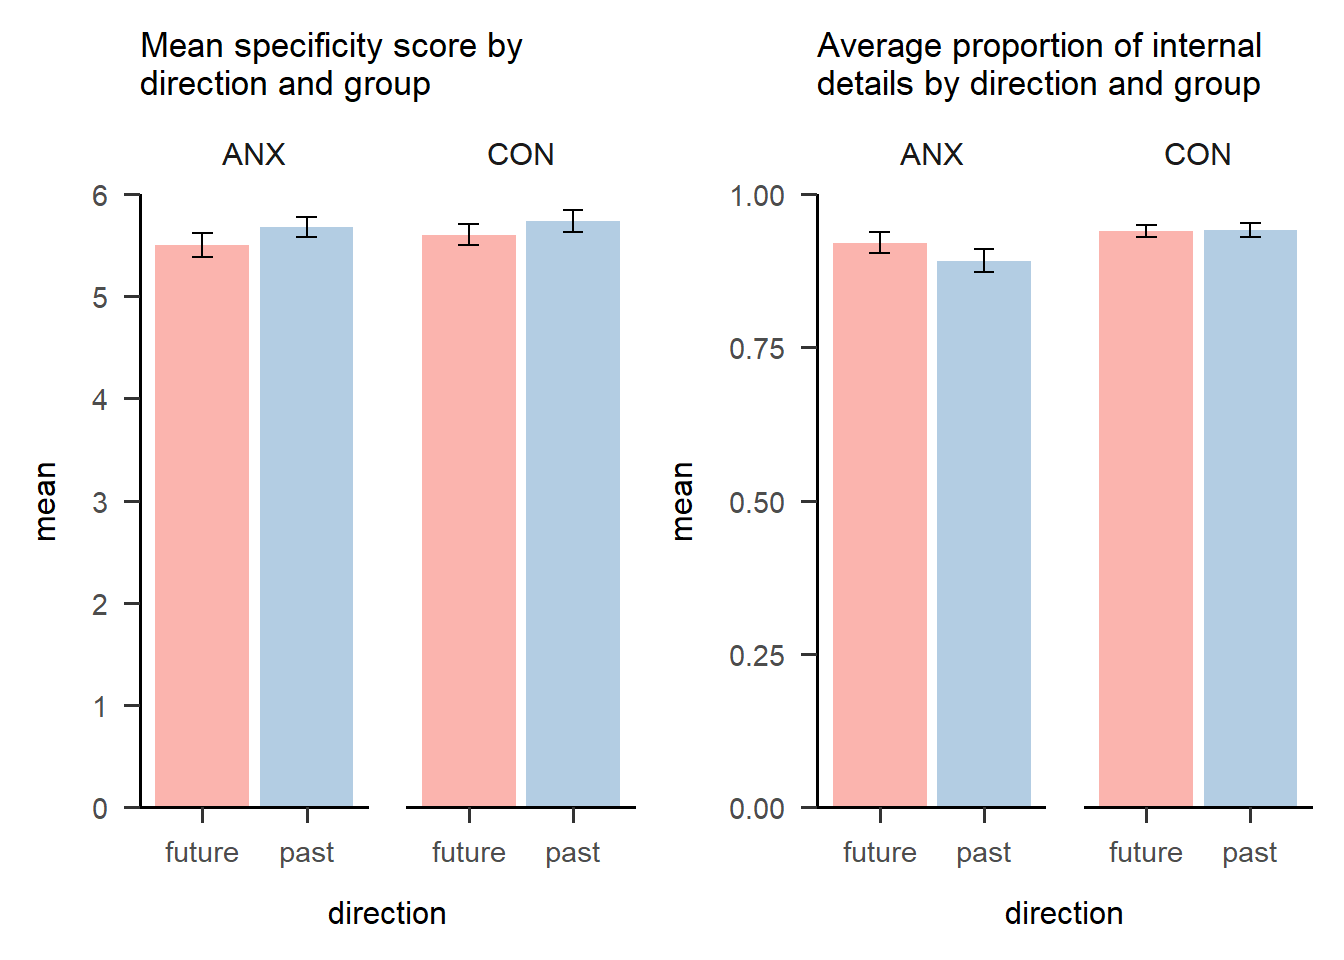 Mean specificity score by
direction and group
ANX
CON
6
5
4
3
2
1
0
mean
future
past
future
past
direction
Average proportion of internal
details by direction and group
ANX
CON
1.00
0.75
0.50
0.25
0.00
mean
future
past
future
past
direction